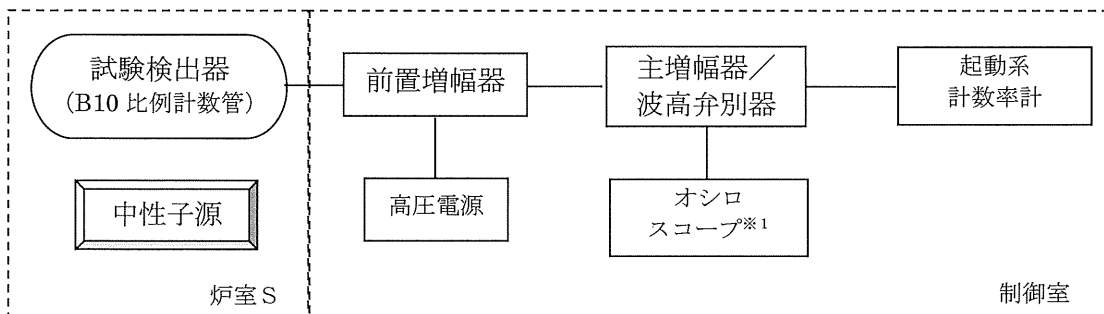 試験検出器
（B10 比例計数管）
前置増幅器
主増幅器／
波高弁別器
起動系
計数率計
中性子源
高圧電源
オシロ
スコープ※1
炉室S
制御室